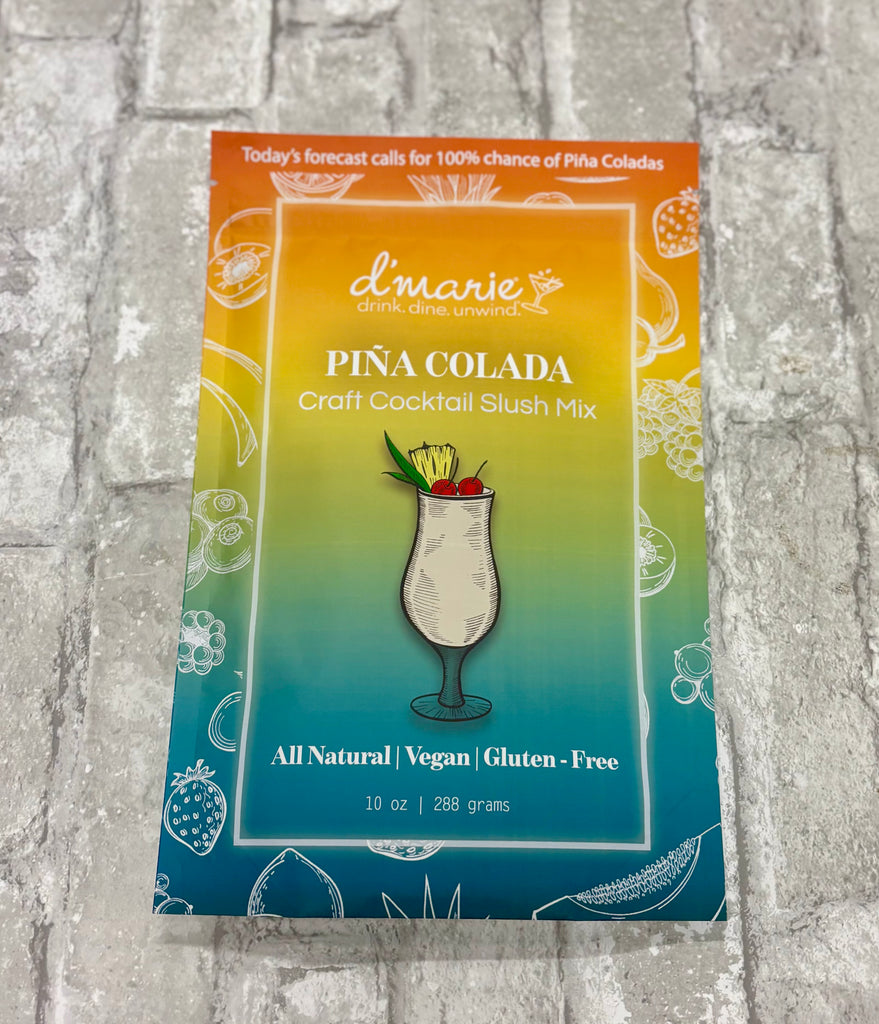 Today's forecast calls for 100% chance of Piña Coladas
d'marie
drink. dine. unwind.
PIÑA COLADA
Craft Cocktail Slush Mix
All Natural | Vegan | Gluten - Free
10 oz | 288 grams